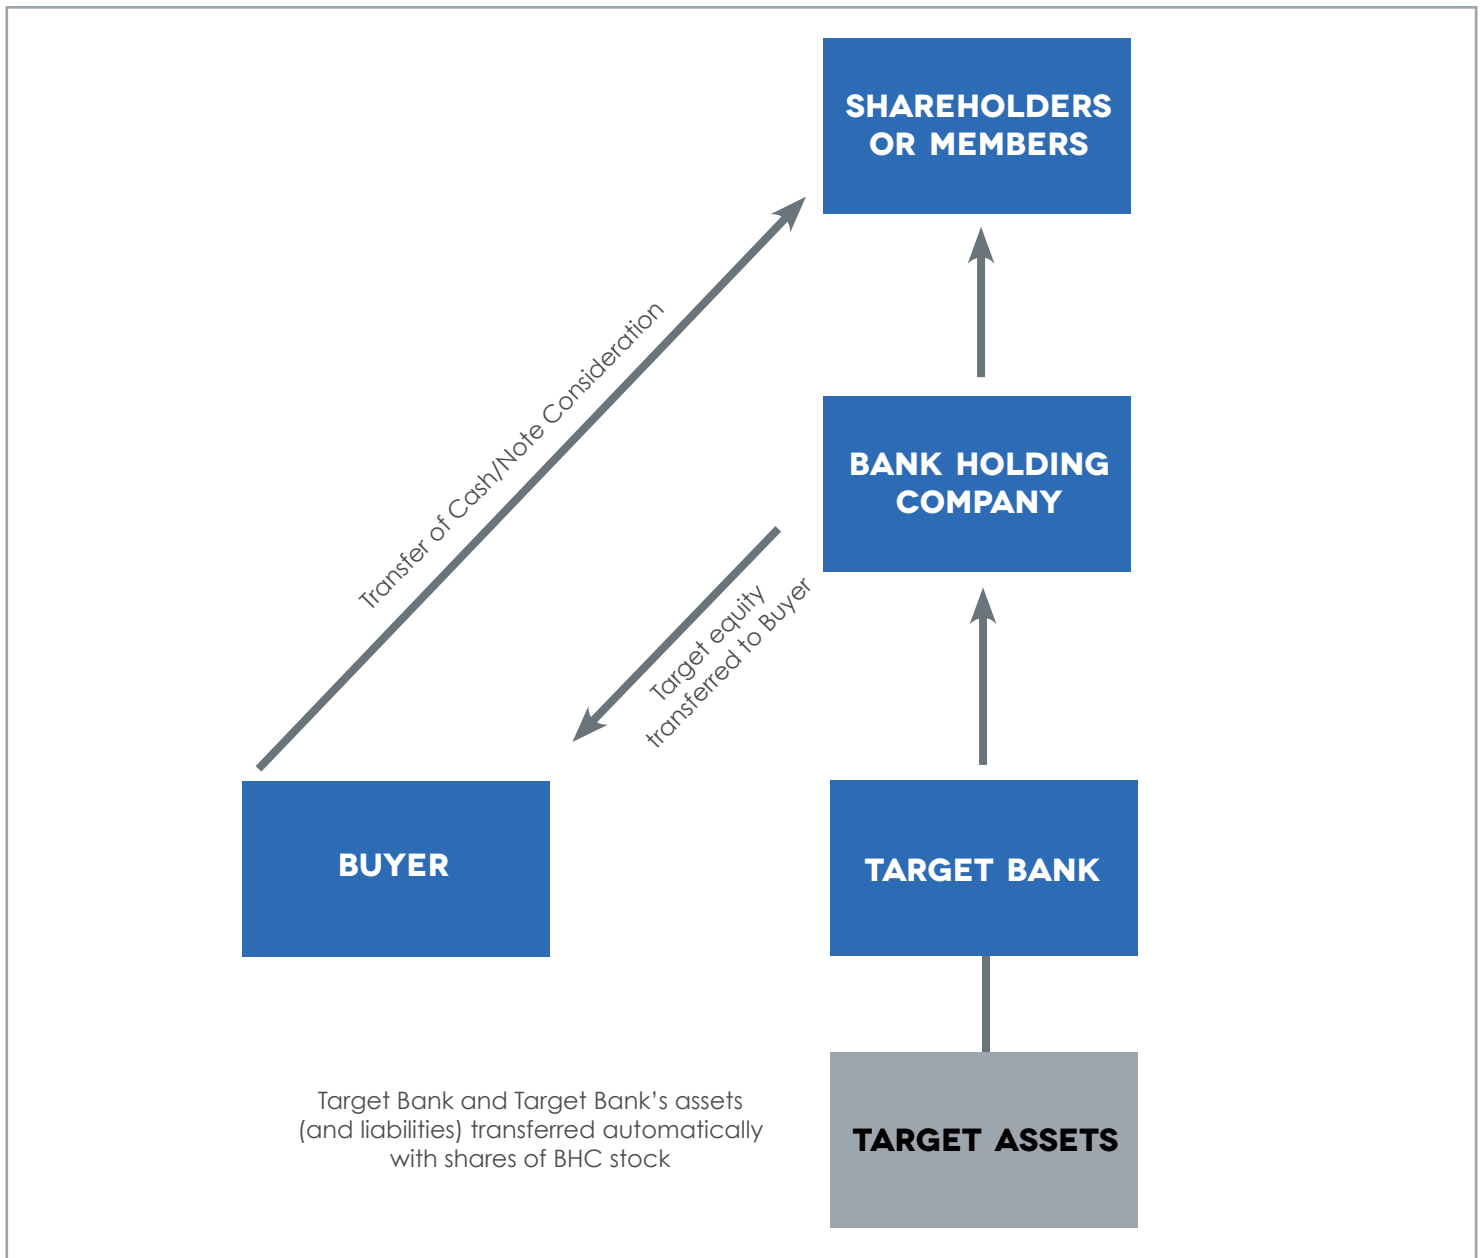 SHAREHOLDERS
OR MEMBERS
Transfer of Cash/Note Consideration
BANK HOLDING
COMPANY
Target equity
transferred to Buyer
BUYER
TARGET BANK
Target Bank and Target Bank’s assets
(and liabilities) transferred automatically
with shares of BHC stock
TARGET ASSETS